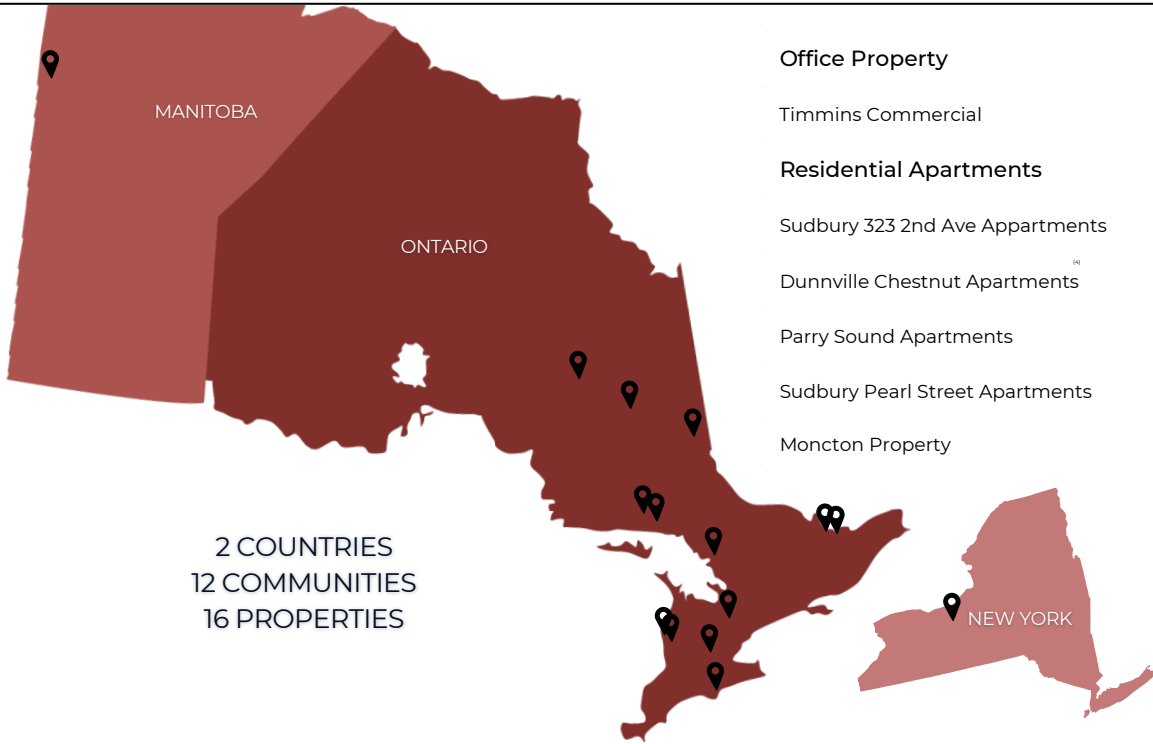 MANITOBA
ONTARIO
2 COUNTRIES
12 COMMUNITIES
16 PROPERTIES
Office Property
Timmins Commercial
Residential Apartments
Sudbury 323 2nd Ave Appartments
Dunnville Chestnut Apartments (4)
Parry Sound Apartments
Sudbury Pearl Street Apartments
Moncton Property
NEW YORK